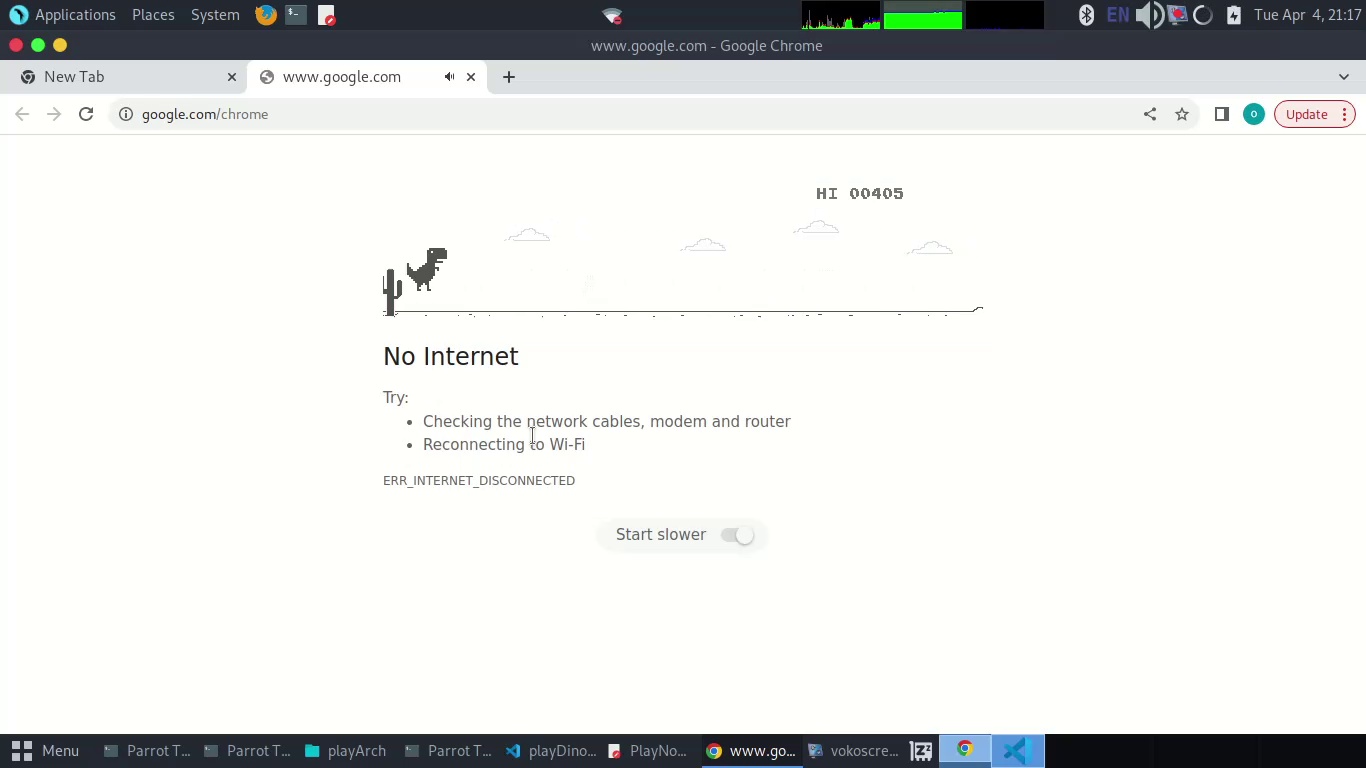 Applications Places System EN Tue Apr 4, 21:17
www.google.com - Google Chrome
New Tab www.google.com
google.com/chrome O Update
HI 00405
No Internet
Try:
• Checking the network cables, modem and router
• Reconnecting to Wi-Fi
ERR_INTERNET_DISCONNECTED
Start slower
Menu Parrot T... Parrot T... playArch Parrot T... playDino... PlayNo... www.go... vokoscre...